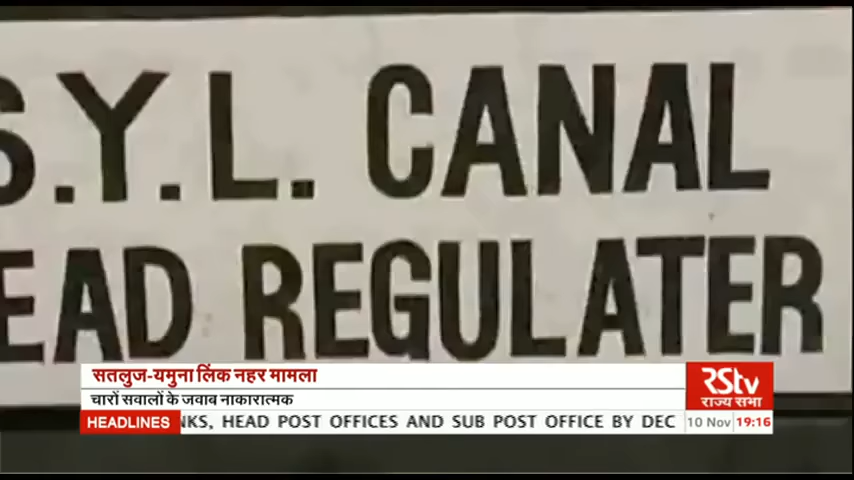 S.Y.L. CANAL
EAD REGULATER
सतलुज-यमुना लिंक नहर मामला
चारों सवालों के जवाब नाकारात्मक
RStv
राज्य सभा
HEADLINES NKS, HEAD POST OFFICES AND SUB POST OFFICE BY DEC 10 Nov 19:16